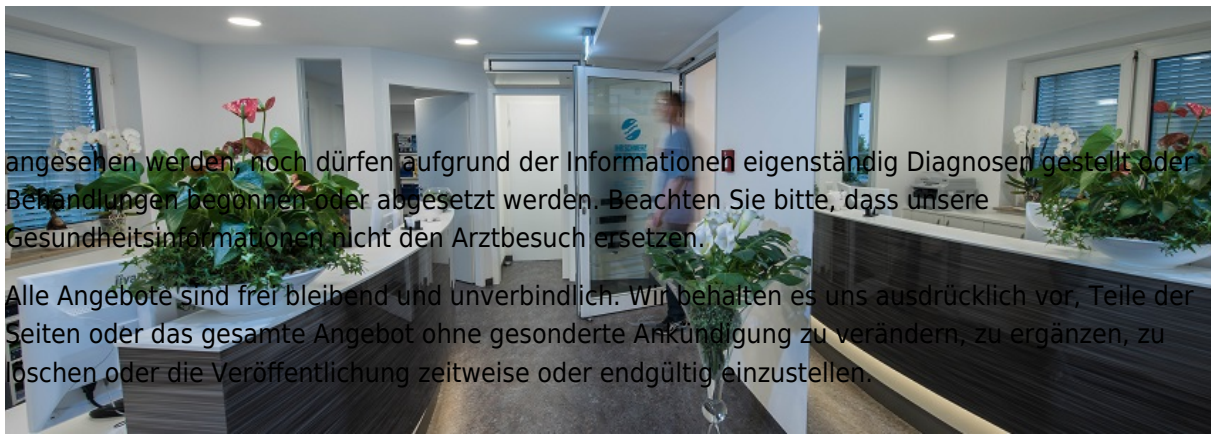 angesehen werden, noch dürfen aufgrund der Informationen eigenständig Diagnosen gestellt oder
Behandlungen begonnen oder abgesetzt werden. Beachten Sie bitte, dass unsere
Gesundheitsinformationen nicht den Arztbesuch ersetzen.
Alle Angebote sind frei bleibend und unverbindlich. Wir behalten es uns ausdrücklich vor, Teile der
Seiten oder das gesamte Angebot ohne gesonderte Ankündigung zu verändern, zu ergänzen, zu
löschen oder die Veröffentlichung zeitweise oder endgültig einzustellen.